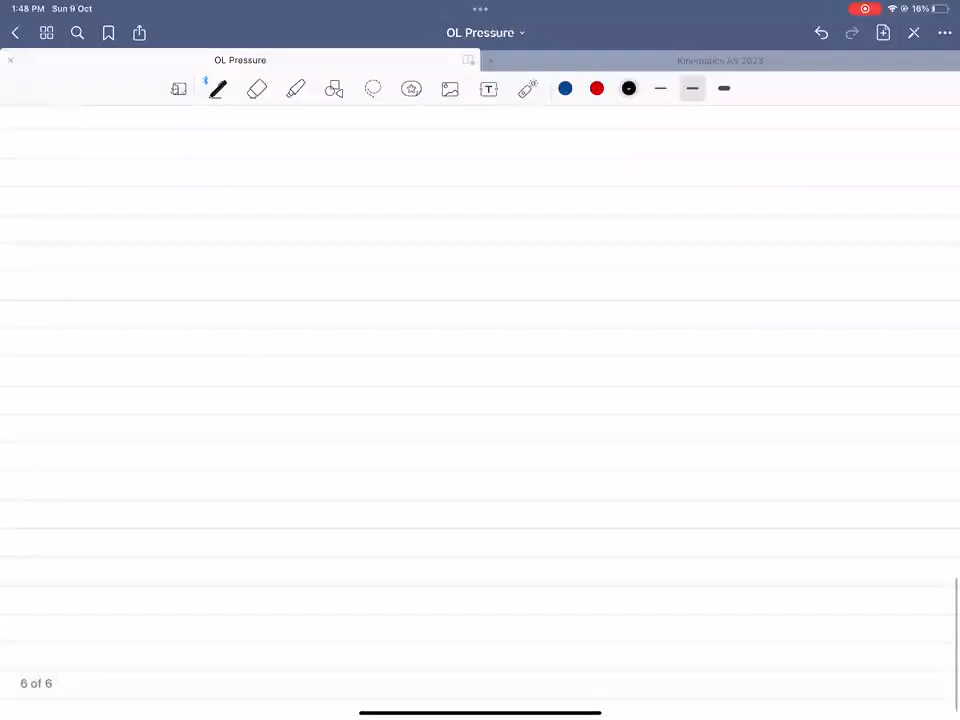 1:48 PM Sun 9 Oct
16%
OL Pressure
OL Pressure
Kinematics AS 2023
T
6 of 6